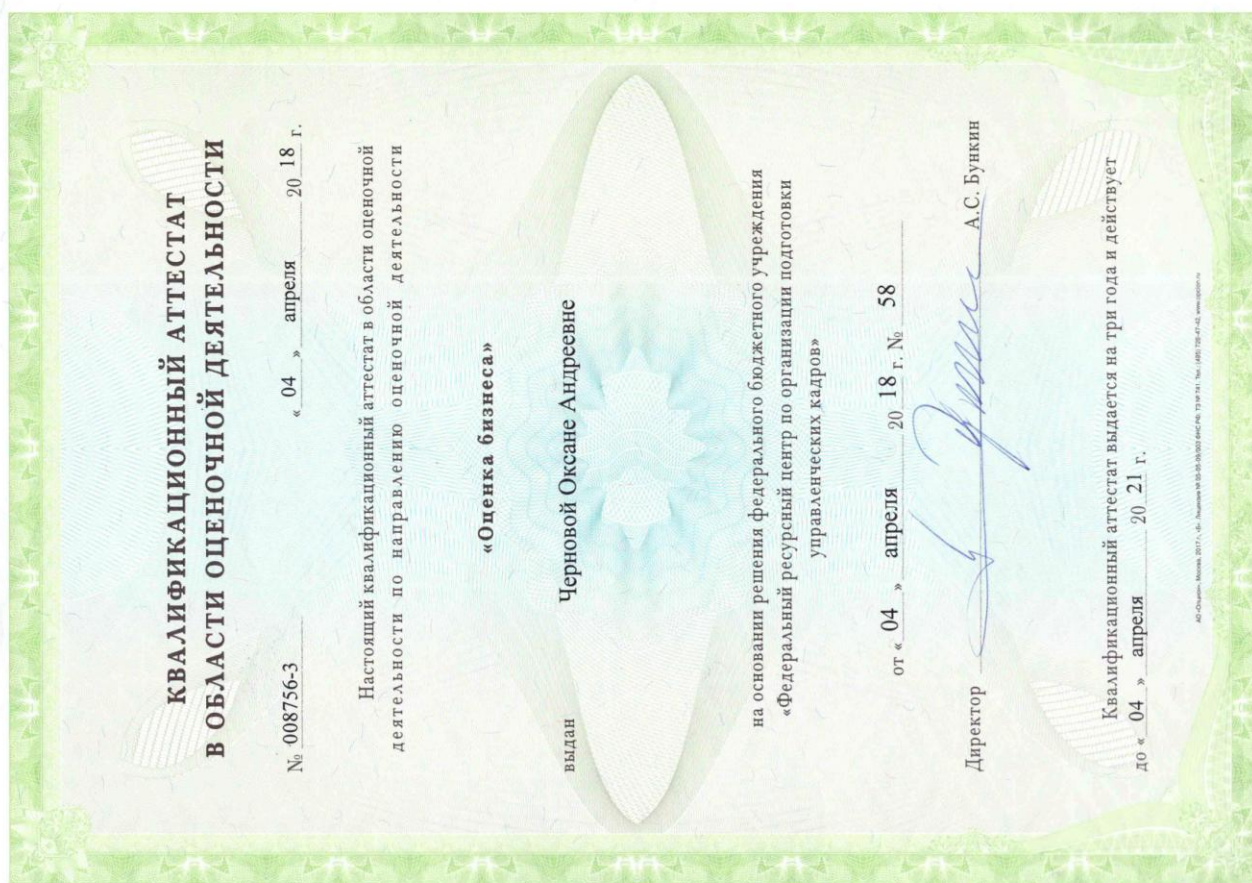 КВАЛИФИКАЦИОННЫЙ АТТЕСТАТ
В ОБЛАСТИ ОЦЕНОЧНОЙ ДЕЯТЕЛЬНОСТИ
№ 008756-3 « 04 » апреля 20 18 г.
Настоящий квалификационный аттестат в области оценочной
деятельности по направлению оценочной деятельности
«Оценка бизнеса»
выдан Черновой Оксане Андреевне
на основании решения федерального бюджетного учреждения
«Федеральный ресурсный центр по организации подготовки
управленческих кадров»
от « 04 » апреля 20 18 г. № 58
Директор А.С. Бункин
Квалификационный аттестат выдается на три года и действует
до « 04 » апреля 20 21 г.